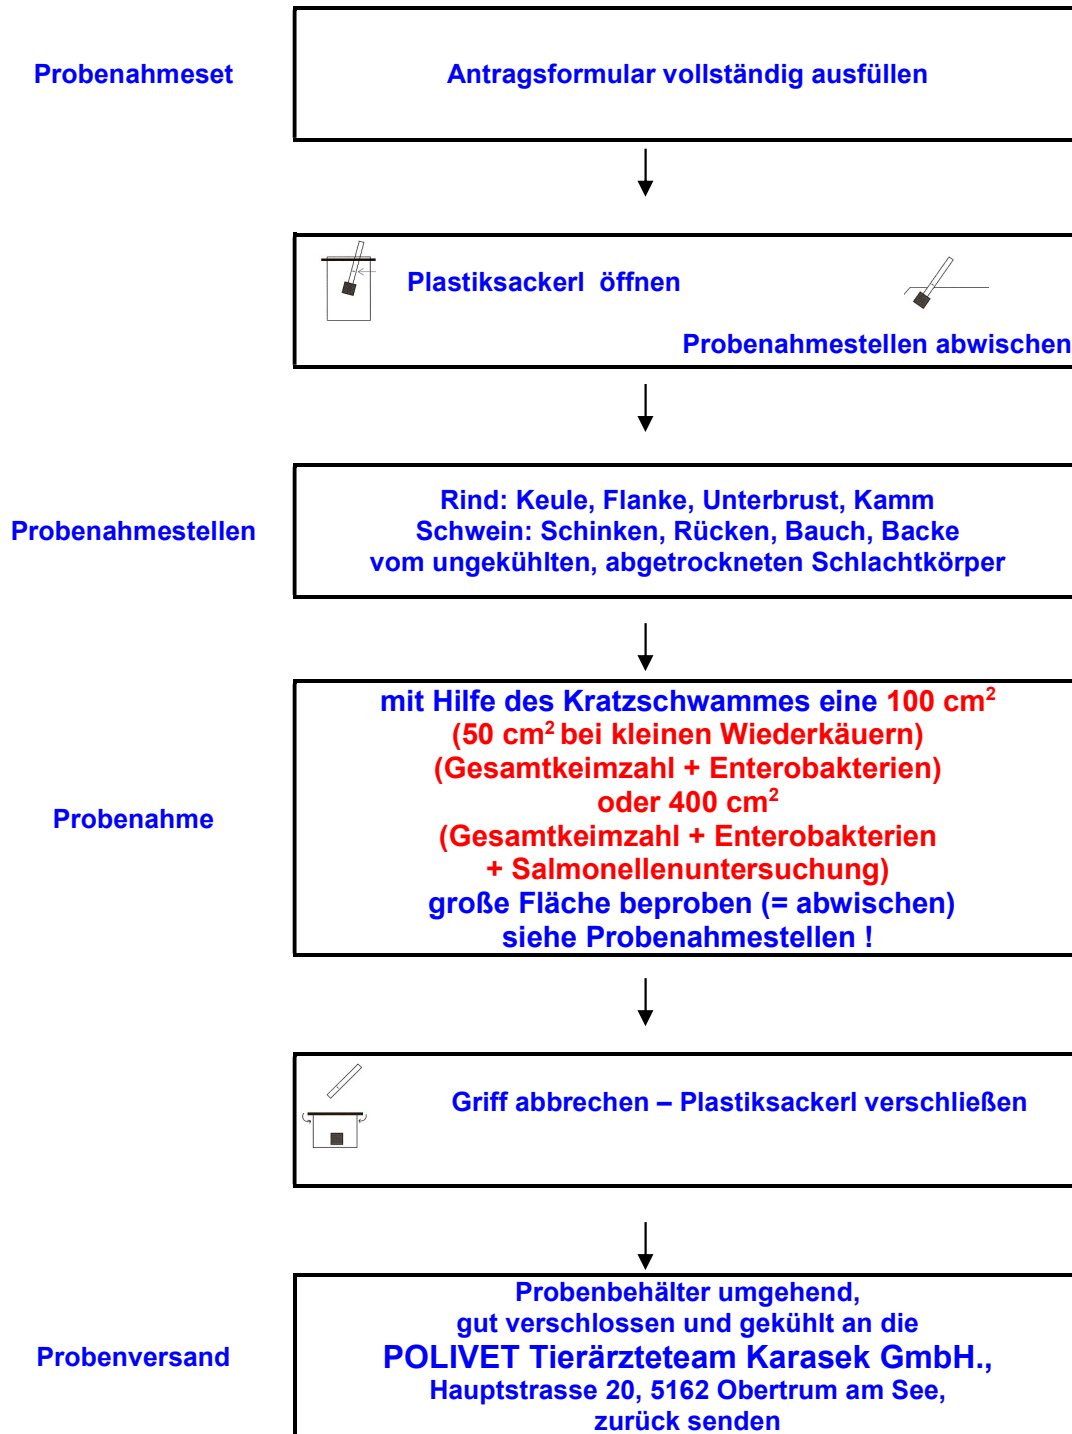 Probenahmeset
Antragsformular vollständig ausfüllen
Plastiksackerl öffnen
Probenahmestellen abwischen
Probenahmestellen
Rind: Keule, Flanke, Unterbrust, Kamm
Schwein: Schinken, Rücken, Bauch, Backe
vom ungekühlten, abgetrockneten Schlachtkörper
Probenahme
mit Hilfe des Kratzschwammes eine 100 cm²
(50 cm² bei kleinen Wiederkäuern)
(Gesamtkeimzahl + Enterobakterien)
oder 400 cm²
(Gesamtkeimzahl + Enterobakterien
+ Salmonellenuntersuchung)
große Fläche beproben (= abwischen)
siehe Probenahmestellen !
Griff abbrechen – Plastiksackerl verschließen
Probenversand
Probenbehälter umgehend,
gut verschlossen und gekühlt an die
POLIVET Tierärzteteam Karasek GmbH.,
Hauptstrasse 20, 5162 Obertrum am See,
zurück senden